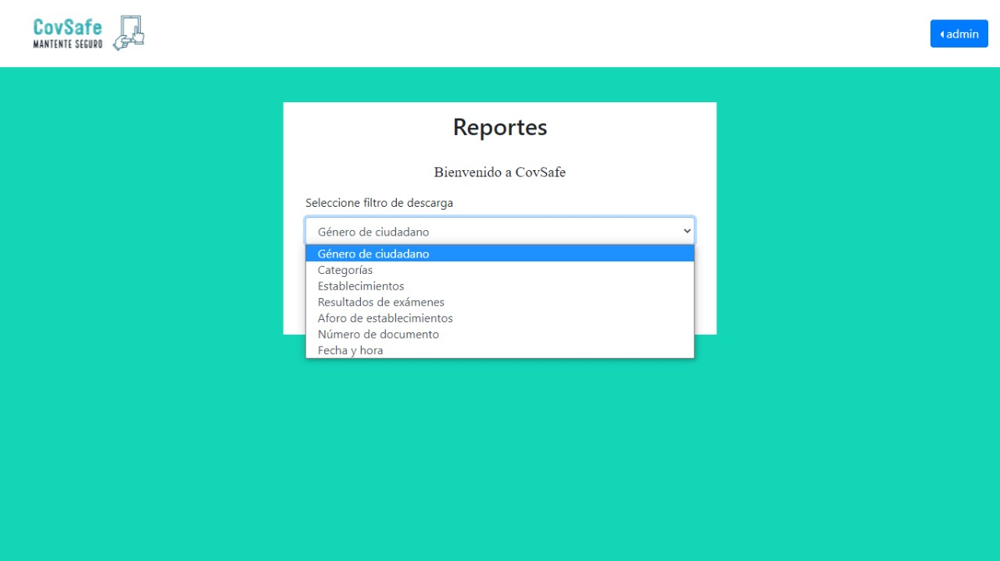 CovSafe
MANTENTE SEGURO
admin
Reportes
Bienvenido a CovSafe
Seleccione filtro de descarga
Género de ciudadano
Género de ciudadano
Categorías
Establecimientos
Resultados de exámenes
Aforo de establecimientos
Número de documento
Fecha y hora